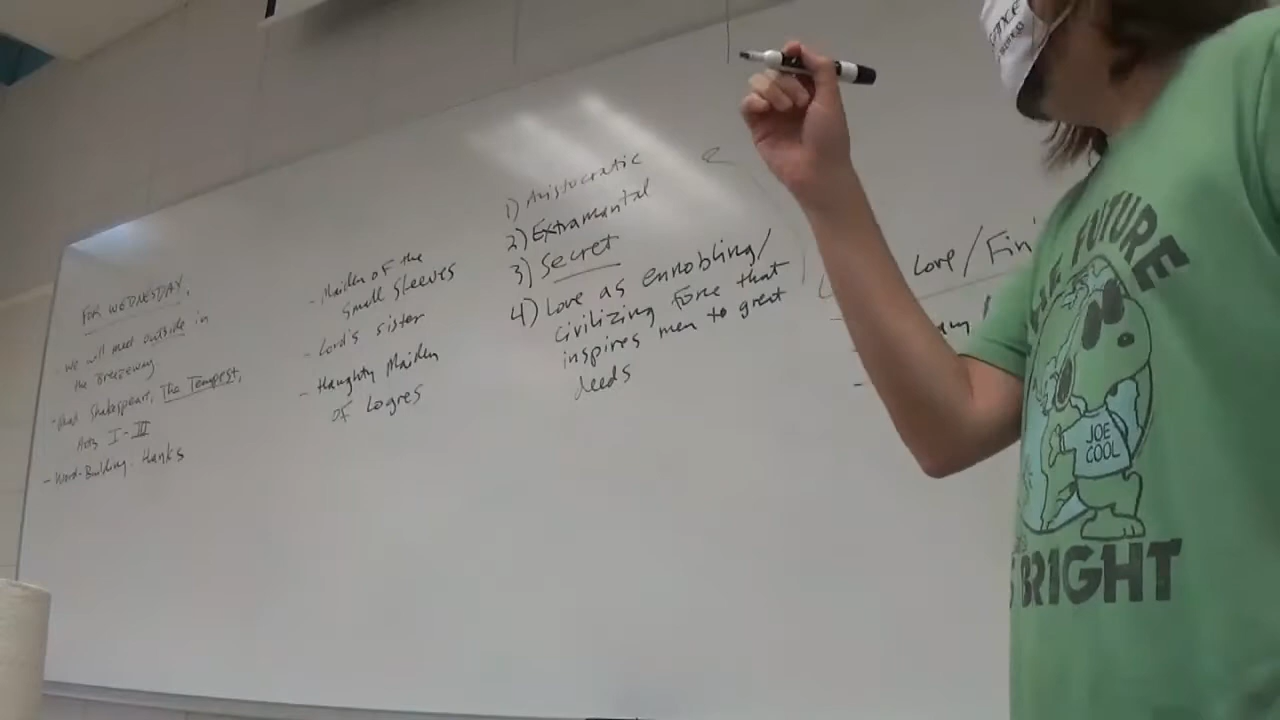 FOR WEDNESDAY,
- We will meet outside in
the Breezeway
- Read Shakespeare, The Tempest,
Acts I-III
- Word-Building: Hanks
- Maiden of the
Small Sleeves
- Lord's sister
- Haughty Maiden
of Logres
1) Aristocratic
2) Extramarital
3) Secret
4) Love as ennobling/
civilizing force that
inspires men to great
deeds
Love/Fin'
THE FUTURE
JOE
COOL
IS BRIGHT